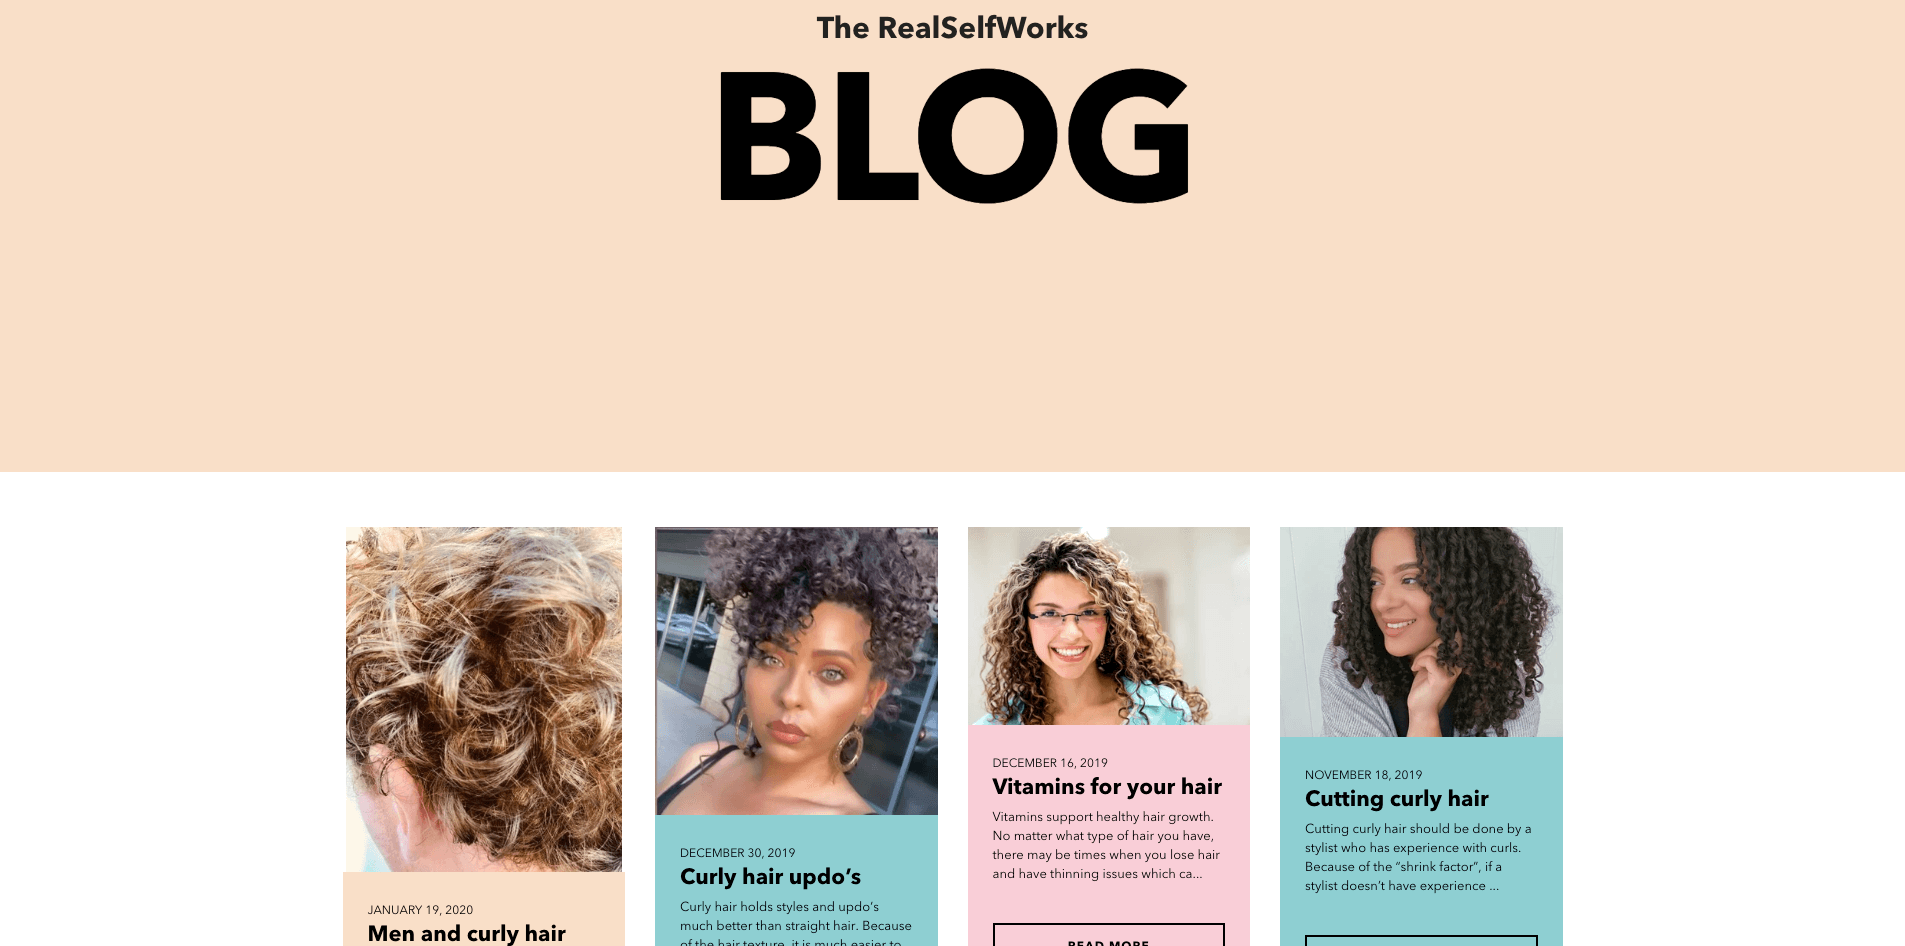 The RealSelfWorks
BLOG
JANUARY 19, 2020
Men and curly hair
DECEMBER 30, 2019
Curly hair updo’s
Curly hair holds styles and updo’s
much better than straight hair. Because
of the hair texture, it is much easier to
DECEMBER 16, 2019
Vitamins for your hair
Vitamins support healthy hair growth.
No matter what type of hair you have,
there may be times when you lose hair
and have thinning issues which ca...
READ MORE
NOVEMBER 18, 2019
Cutting curly hair
Cutting curly hair should be done by a
stylist who has experience with curls.
Because of the “shrink factor”, if a
stylist doesn’t have experience ...